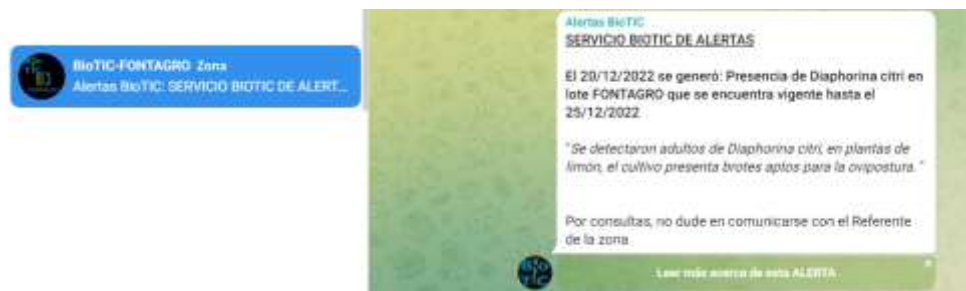 BioTIC-FONTAGRO Zona
Alertas BioTIC: SERVICIO BIOTIC DE ALERT...
Alertas BioTIC
SERVICIO BIOTIC DE ALERTAS
El 20/12/2022 se generó: Presencia de Diaphorina citri en
lote FONTAGRO que se encuentra vigente hasta el
25/12/2022
"Se detectaron adultos de Diaphorina citri, en plantas de
limón, el cultivo presenta brotes aptos para la ovipostura."
Por consultas, no dude en comunicarse con el Referente
de la zona
Bio
TIC
Leer más acerca de esta ALERTA